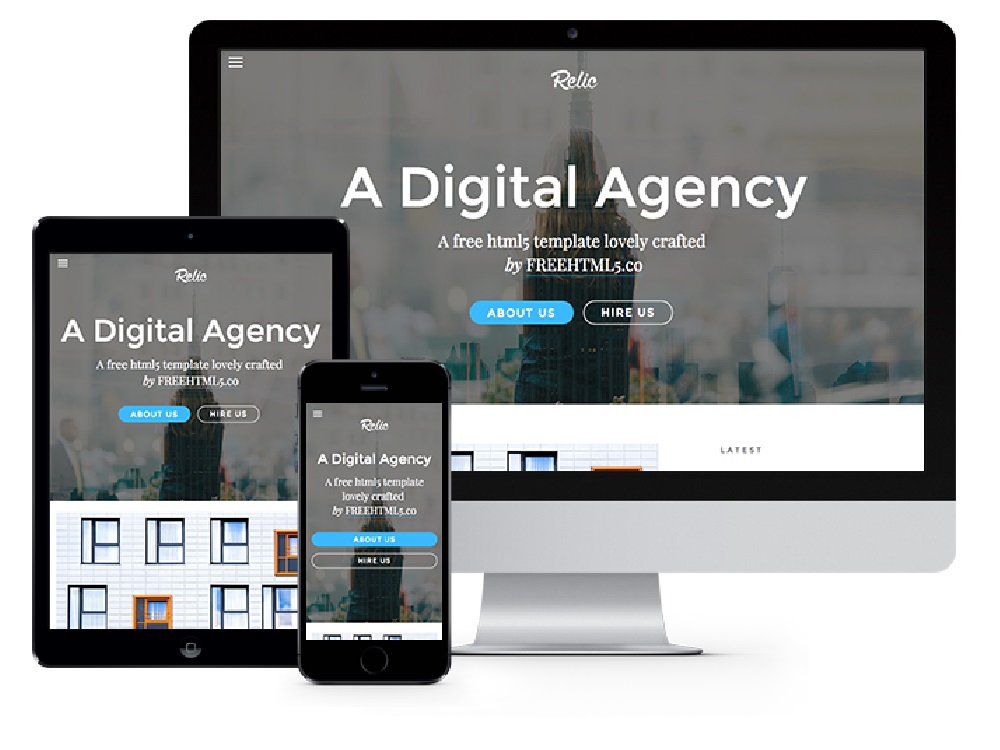 Relic
A Digital Agency
A free html5 template lovely crafted
by FREEHTML5.co
ABOUT US
HIRE US
LATEST
Relic
A Digital Agency
A free html5 template lovely crafted
by FREEHTML5.co
ABOUT US
HIRE US
Relic
A Digital Agency
A free html5 template
lovely crafted
by FREEHTML5.co
ABOUT US
HIRE US